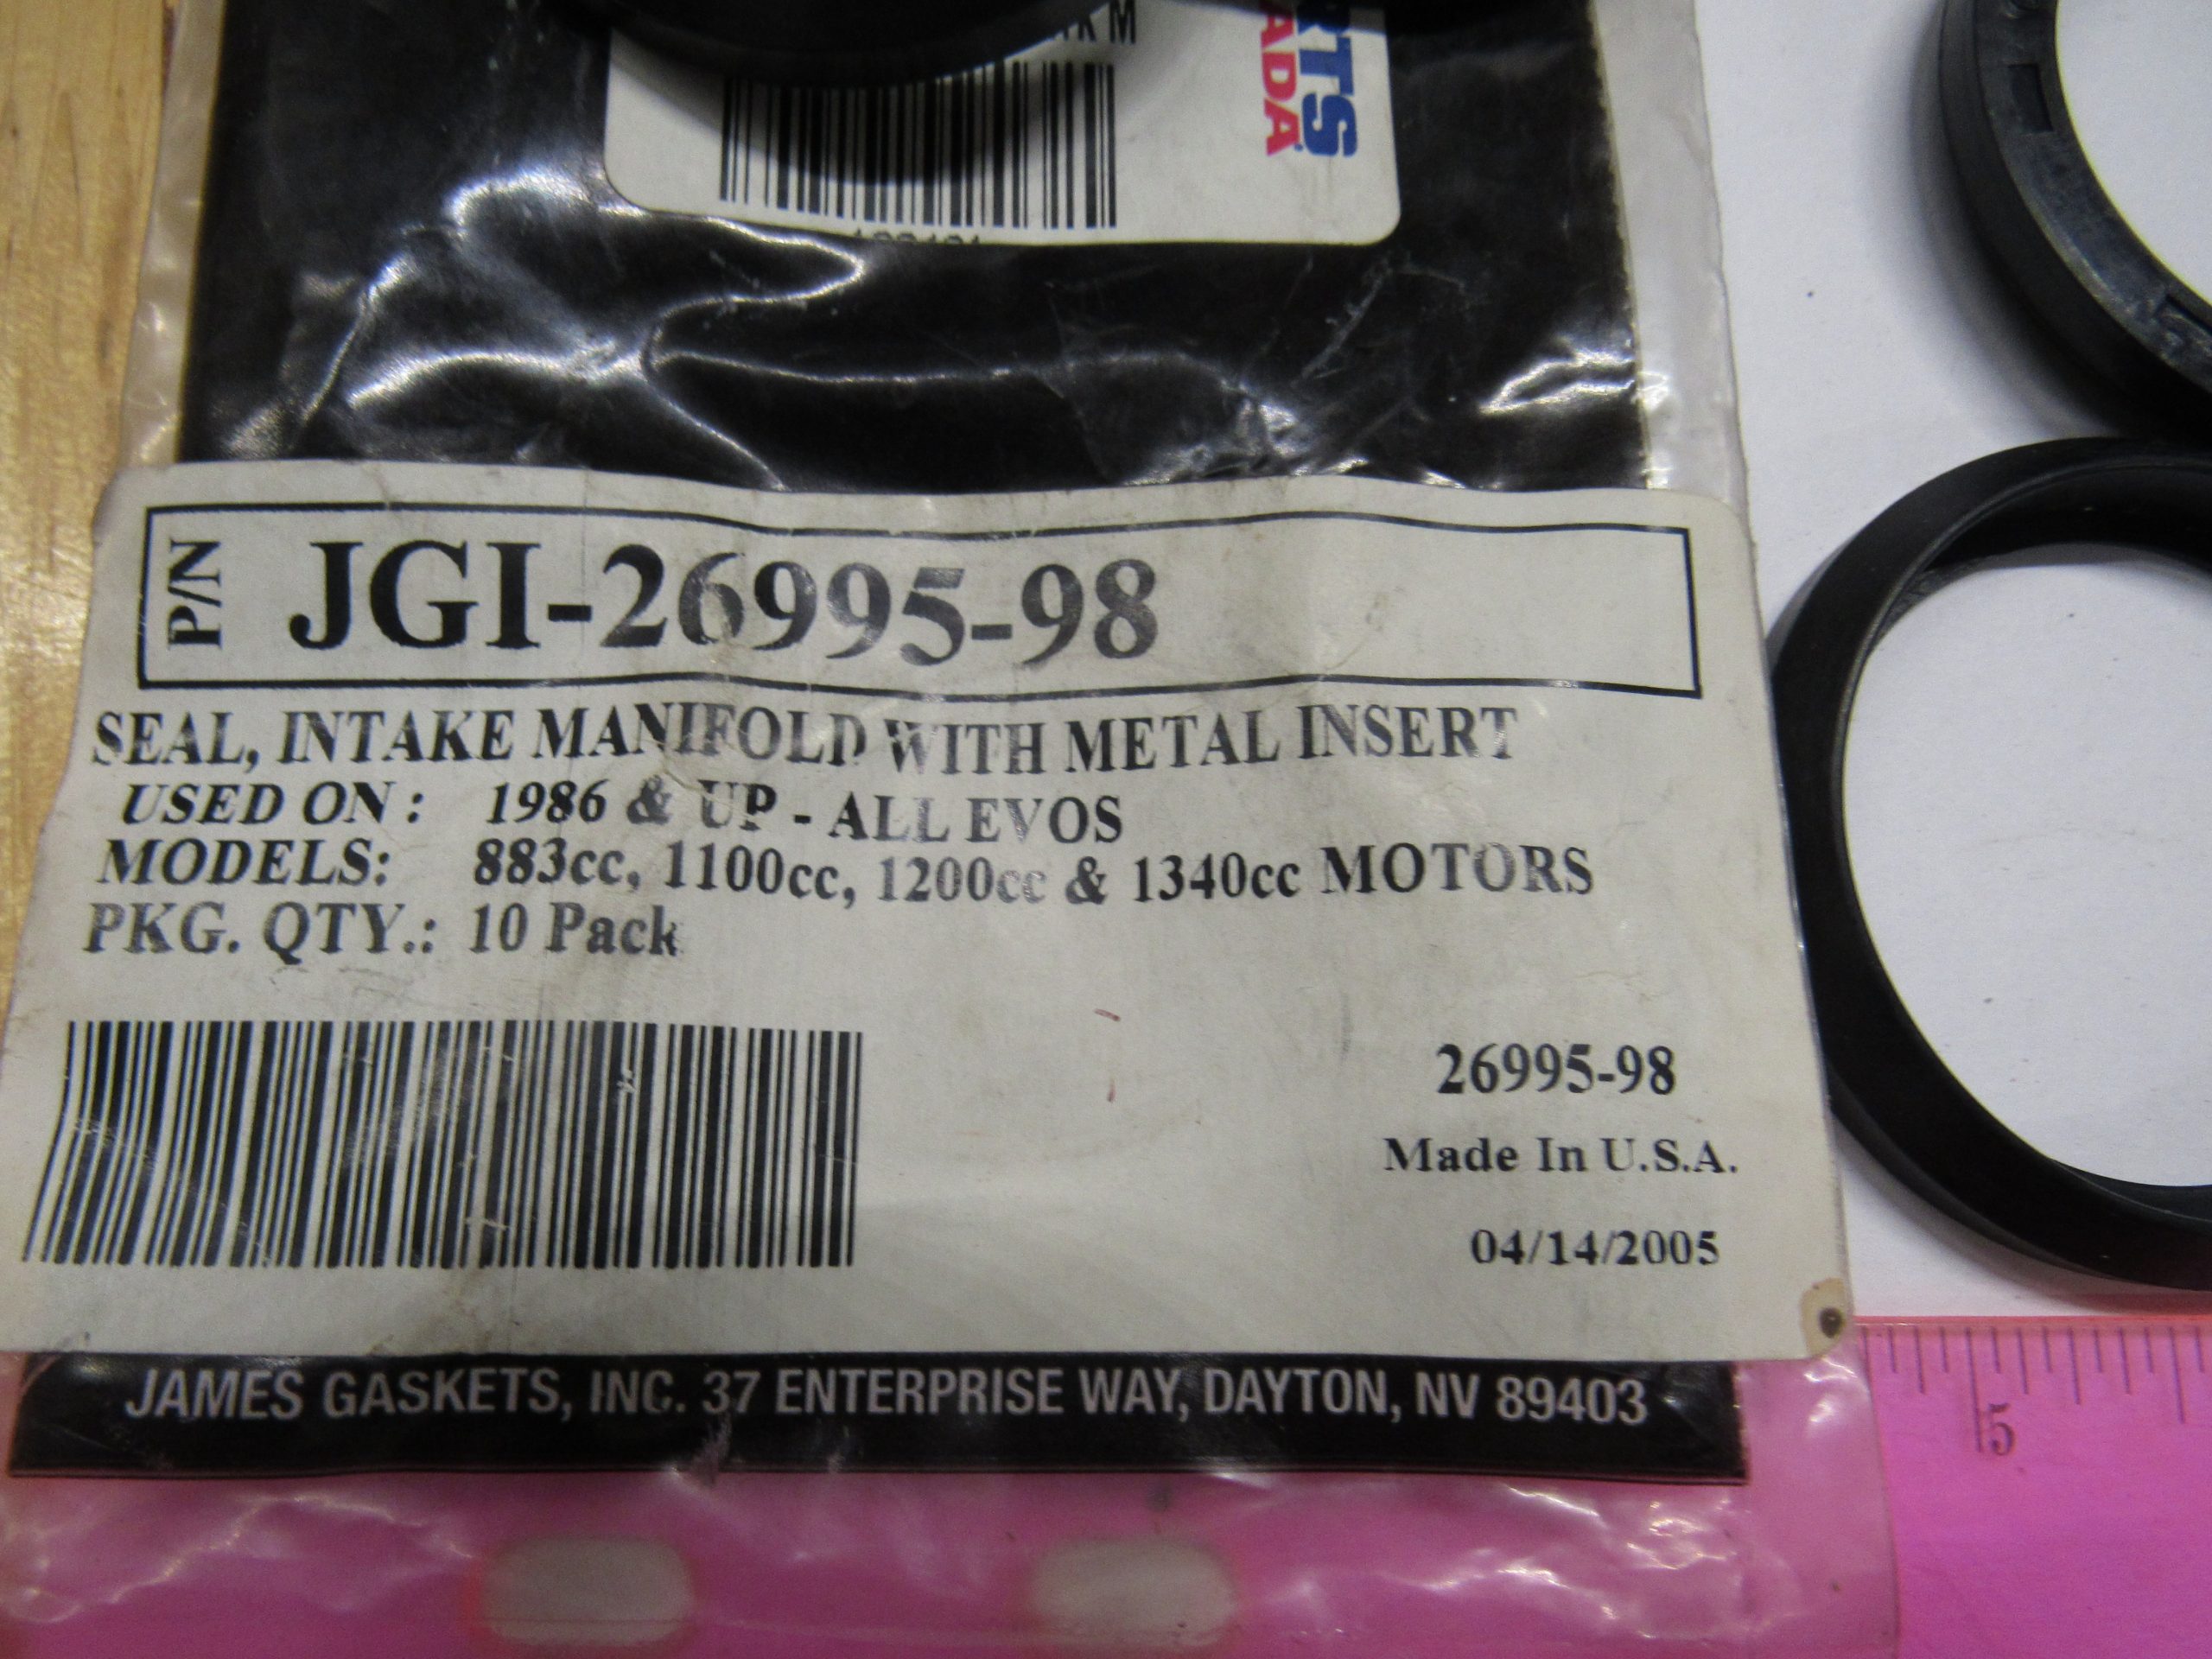 P/N JGI-26995-98
SEAL, INTAKE MANIFOLD WITH METAL INSERT
USED ON: 1986 & UP - ALL EVOS
MODELS: 883cc, 1100cc, 1200cc & 1340cc MOTORS
PKG. QTY.: 10 Pack
26995-98
Made In U.S.A.
04/14/2005
JAMES GASKETS, INC. 37 ENTERPRISE WAY, DAYTON, NV 89403
5